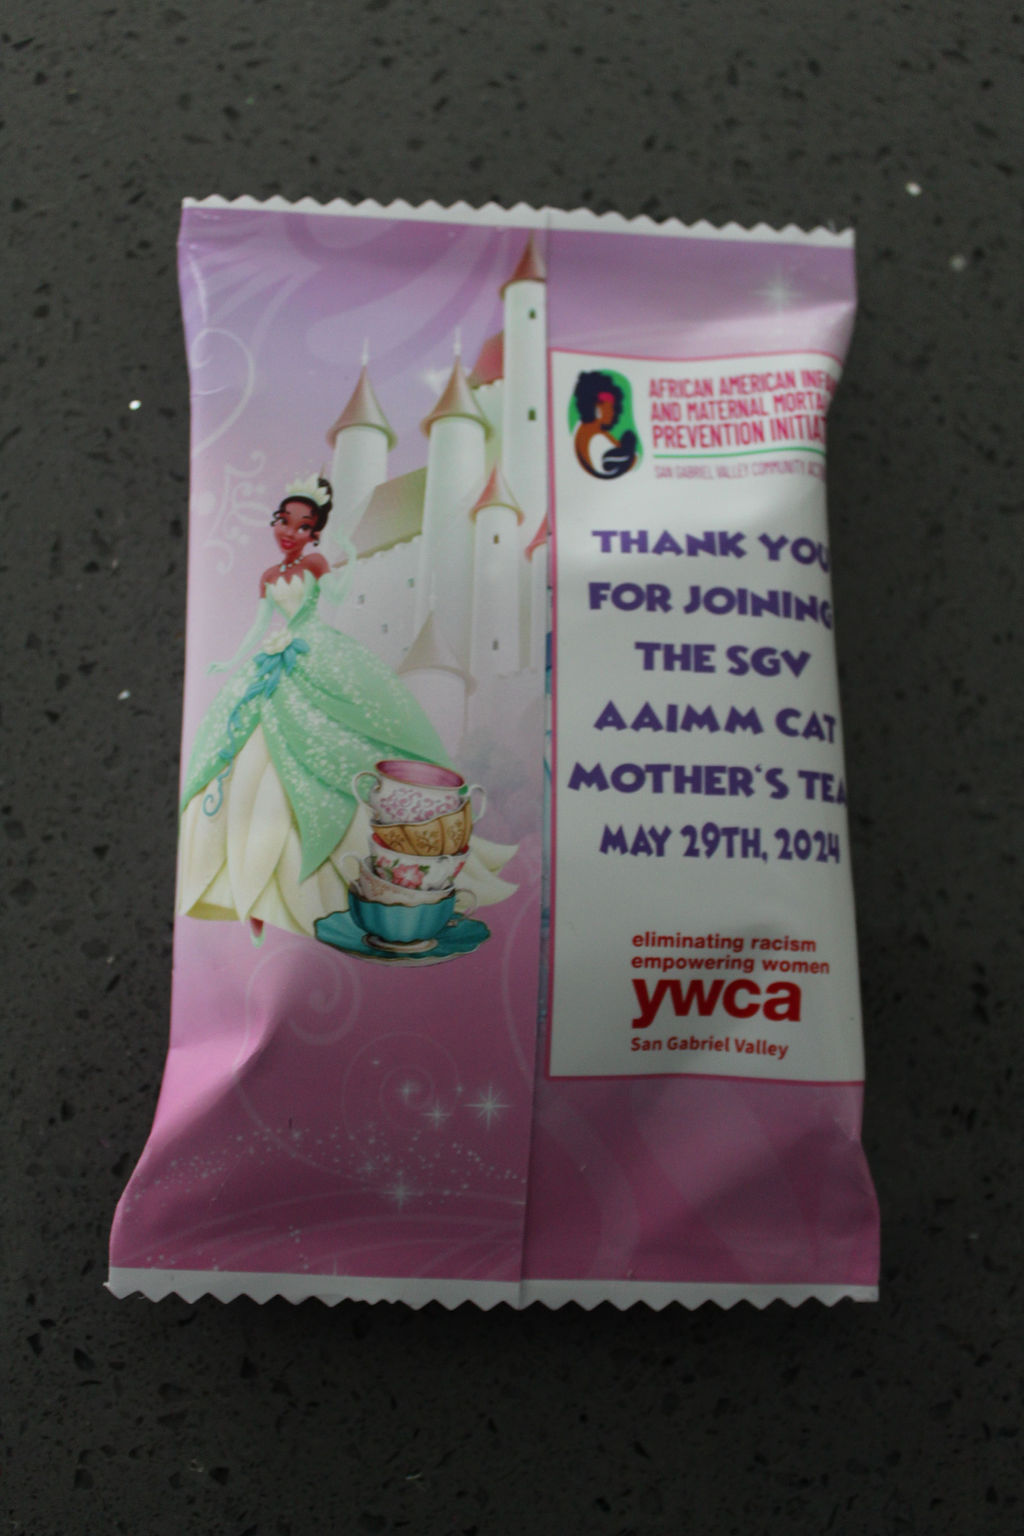 AFRICAN AMERICAN INFA
AND MATERNAL MORTA
PREVENTION INITIAT
SAN GABRIEL VALLEY COMMUNITY AC
THANK YOU
FOR JOINING
THE SGV
AAIMM CAT
MOTHER'S TEA
MAY 29TH, 2024
eliminating racism
empowering women
ywca
San Gabriel Valley